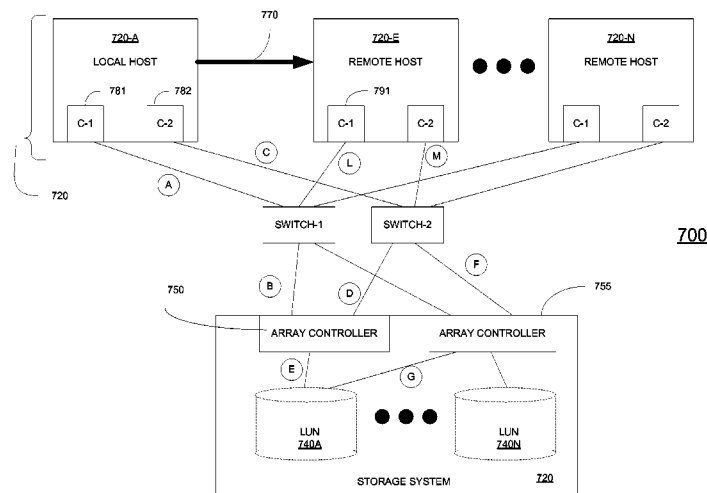 770
720-A
720-E
720-N
LOCAL HOST
REMOTE HOST
REMOTE HOST
781
782
791
C-1
C-2
C-1
C-2
C-1
C-2
C
L
M
A
720
SWITCH-1
SWITCH-2
700
F
B
D
750
755
ARRAY CONTROLLER
ARRAY CONTROLLER
E
G
LUN
740A
LUN
740N
STORAGE SYSTEM
720